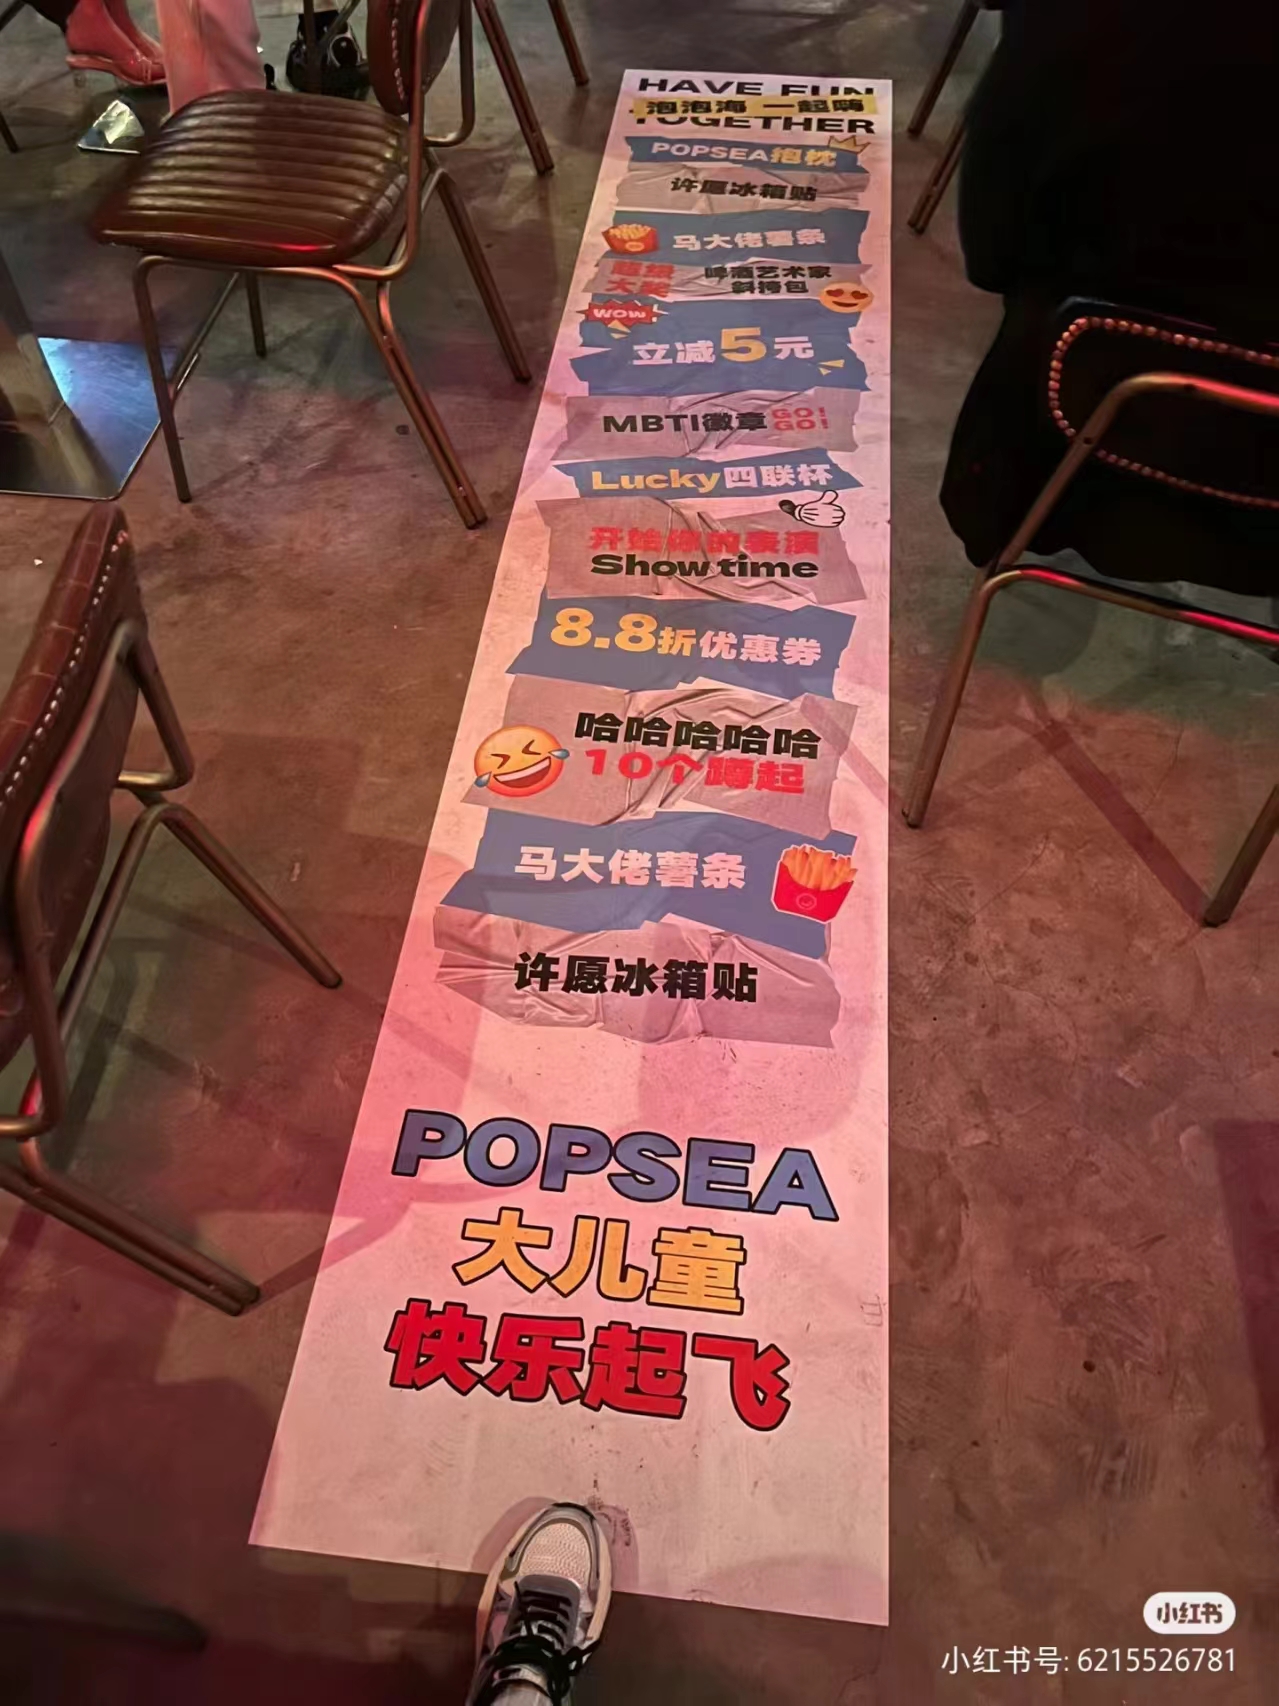 HAVE FUN
泡泡海 一起嗨
TOGETHER
POPSEA抱枕
许愿冰箱贴
马大佬薯条
超级
大奖
啤酒艺术家
斜挎包
WOW
立减5元
MBTI徽章 GO!
GO!
Lucky四联杯
开始你的表演
Show time
8.8折优惠券
哈哈哈哈哈
10个蹲起
马大佬薯条
许愿冰箱贴
POPSEA
大儿童
快乐起飞
小红书
小红书号: 6215526781